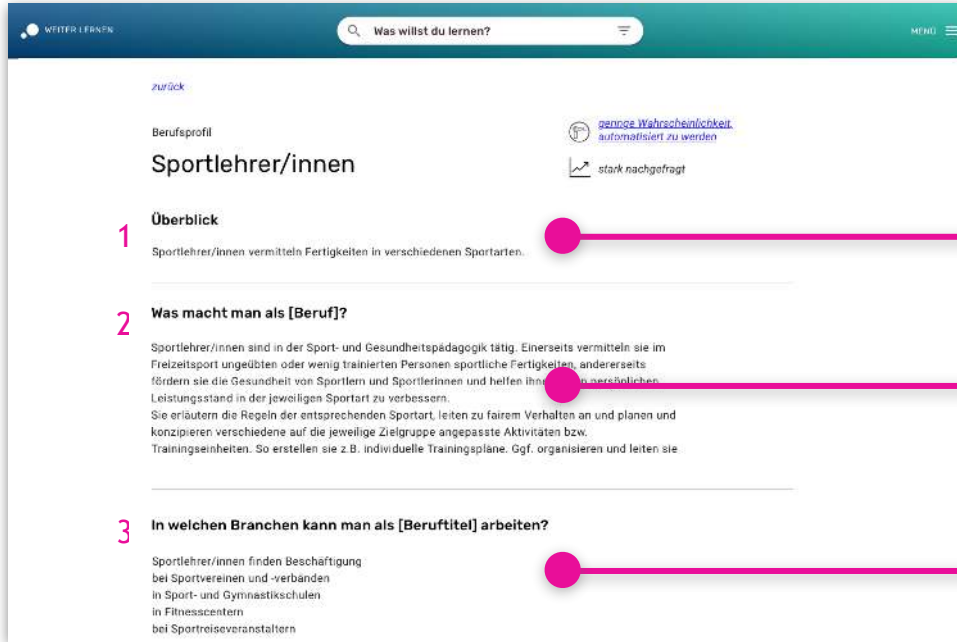 WEITER LERNEN
Was willst du lernen?
MENÜ
zurück
Berufsprofil
Sportlehrer/innen
geringe Wahrscheinlichkeit,
automatisiert zu werden
stark nachgefragt
1
Überblick
Sportlehrer/innen vermitteln Fertigkeiten in verschiedenen Sportarten.
2
Was macht man als [Beruf]?
Sportlehrer/innen sind in der Sport- und Gesundheitspädagogik tätig. Einerseits vermitteln sie im
Freizeitsport ungeübten oder wenig trainierten Personen sportliche Fertigkeiten, andererseits
fördern sie die Gesundheit von Sportlern und Sportlerinnen und helfen persönlichen
Leistungsstand in der jeweiligen Sportart zu verbessern.
Sie erläutern die Regeln der entsprechenden Sportart, leiten zu fairem Verhalten an und planen und
konzipieren verschiedene auf die jeweilige Zielgruppe angepasste Aktivitäten bzw.
Trainingseinheiten. So erstellen sie z.B. individuelle Trainingspläne. Ggf. organisieren und leiten sie
3
In welchen Branchen kann man als [Beruftitel] arbeiten?
Sportlehrer/innen finden Beschäftigung
bei Sportvereinen und -verbänden
in Sport- und Gymnastikschulen
in Fitnesscentern
bei Sportreiseveranstaltern